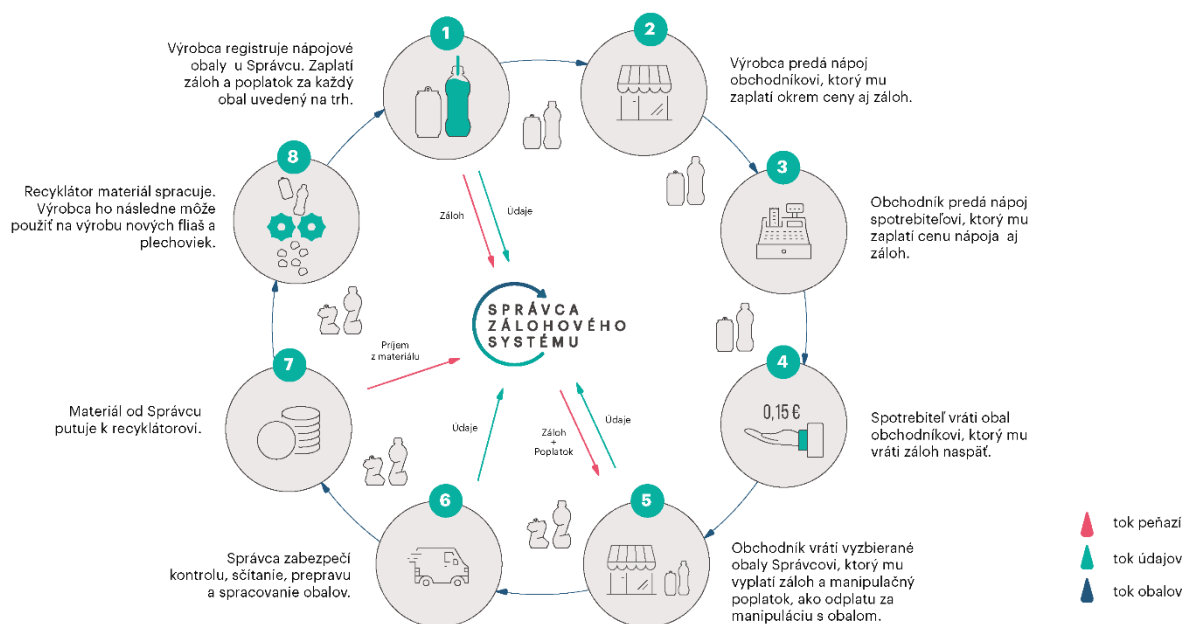 1
Výrobca registruje nápojové
obaly u Správcu. Zaplatí
záloh a poplatok za každý
obal uvedený na trh.
2
Výrobca predá nápoj
obchodníkovi, ktorý mu
zaplatí okrem ceny aj záloh.
3
Obchodník predá nápoj
spotrebiteľovi, ktorý mu
zaplatí cenu nápoja aj
záloh.
4
0,15 €
Spotrebiteľ vráti obal
obchodníkovi, ktorý mu
vráti záloh naspäť.
5
Obchodník vráti vyzbierané
obaly Správcovi, ktorý mu
vyplatí záloh a manipulačný
poplatok, ako odplatu za
manipuláciu s obalom.
6
Správca zabezpečí
kontrolu, sčítanie, prepravu
a spracovanie obalov.
7
Materiál od Správcu
putuje k recyklátorovi.
8
Recyklátor materiál spracuje.
Výrobca ho následne môže
použiť na výrobu nových fliaš a
plechoviek.
Záloh
Údaje
SPRÁVCA
ZÁLOHOVÉHO
SYSTÉMU
Príjem
z materiálu
Údaje
Záloh
+
Poplatok
Údaje
tok peňazí
tok údajov
tok obalov